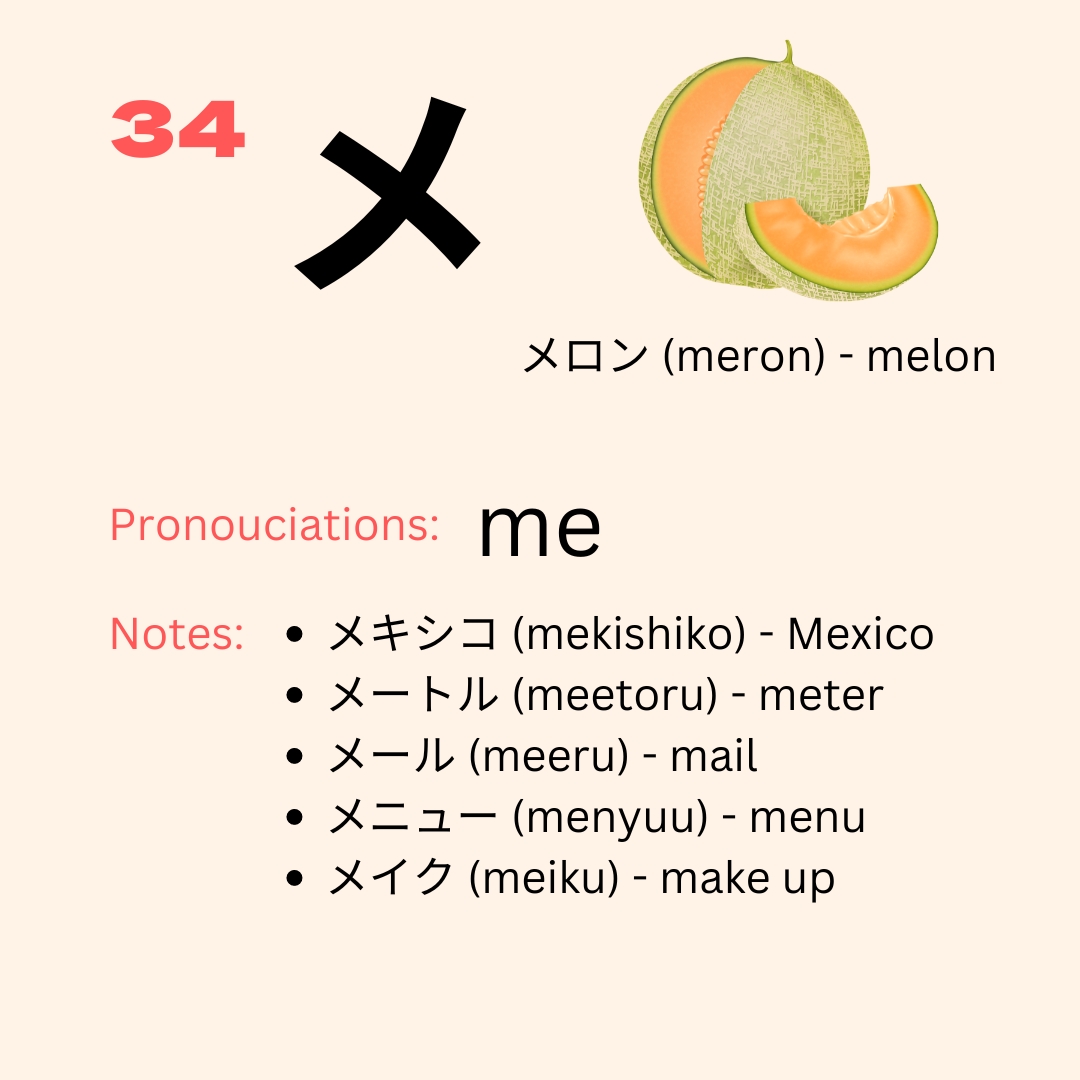 34 メ
メロン (meron) - melon
Pronouciations: me
Notes: • メキシコ (mekishiko) - Mexico
• メートル (meetoru) - meter
• メール (meeru) - mail
• メニュー (menyuu) - menu
• メイク (meiku) - make up